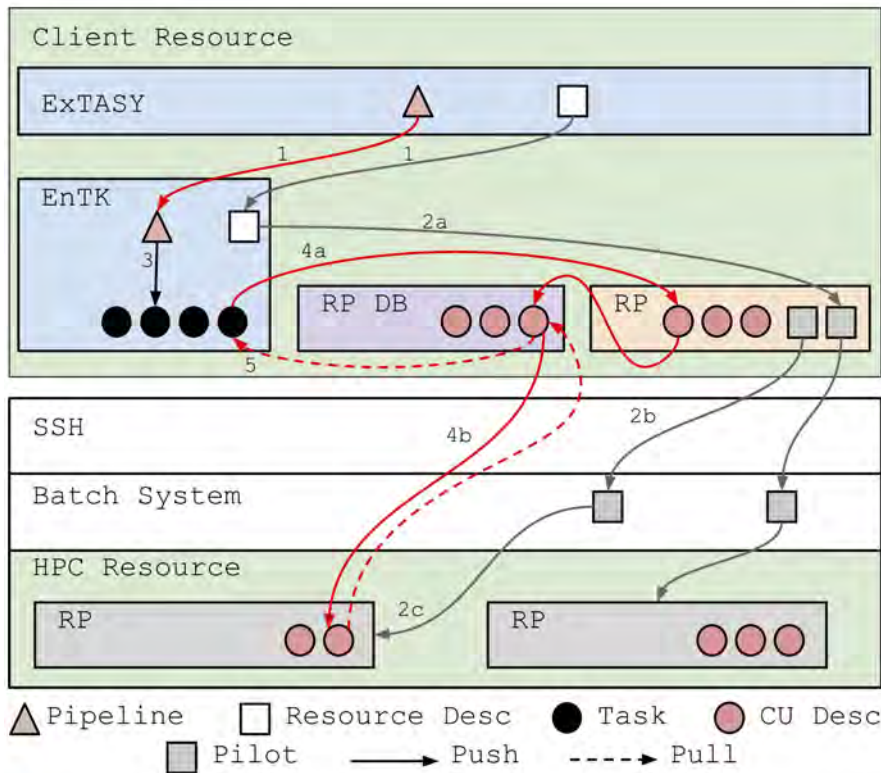 Client Resource
ExTASY
1
1
EnTK
2a
3
4a
RP DB
RP
5
2b
SSH
4b
Batch System
HPC Resource
2c
RP
RP
Pipeline
Resource Desc
Task
CU Desc
Pilot
Push
Pull